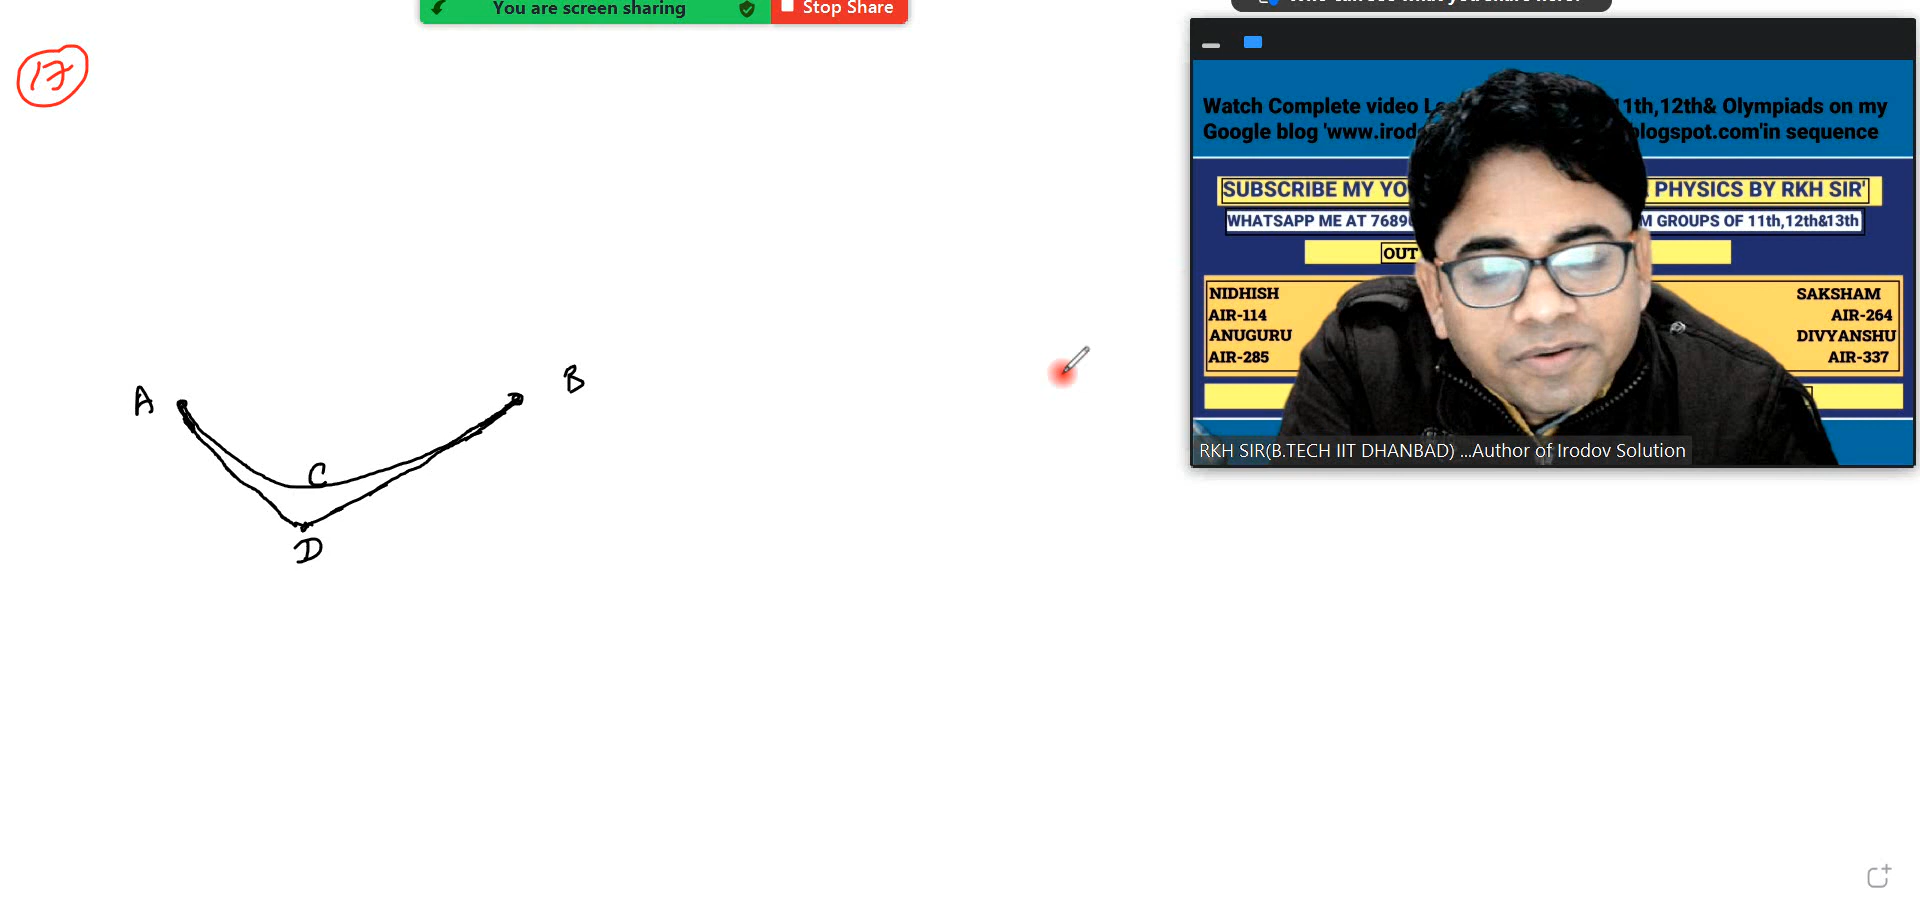 You are screen sharing
Stop Share
17
Watch Complete video 11th,12th& Olympiads on my
Google blog 'www.irod blogspot.com'in sequence
SUBSCRIBE MY PHYSICS BY RKH SIR'
WHATSAPP ME AT GROUPS OF 11th,12th&13th
OUT
NIDHISH
AIR-114
ANUGURU
AIR-285
SAKSHAM
AIR-264
DIVYANSHU
AIR-337
RKH SIR(B.TECH IIT DHANBAD) ...Author of Irodov Solution
A
B
C
D